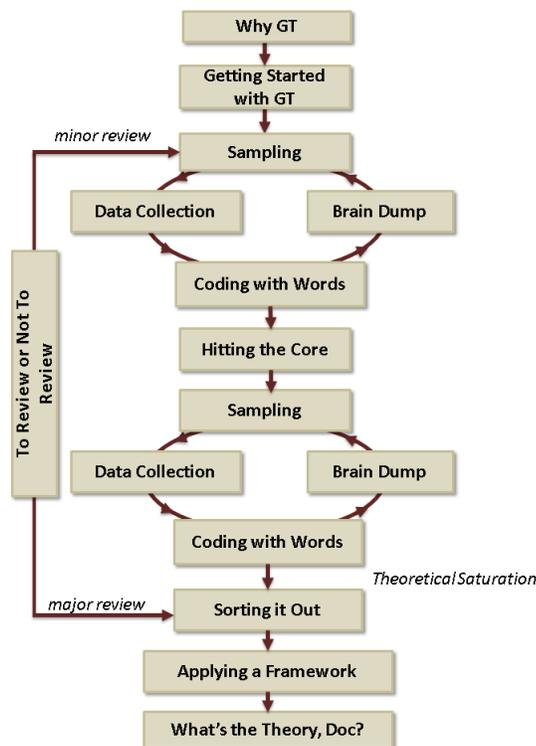 Why GT
Getting Started
with GT
minor review
Sampling
Data Collection
Brain Dump
Coding with Words
To Review or Not To
Review
Hitting the Core
Sampling
Data Collection
Brain Dump
Coding with Words
Theoretical Saturation
major review
Sorting it Out
Applying a Framework
What's the Theory, Doc?